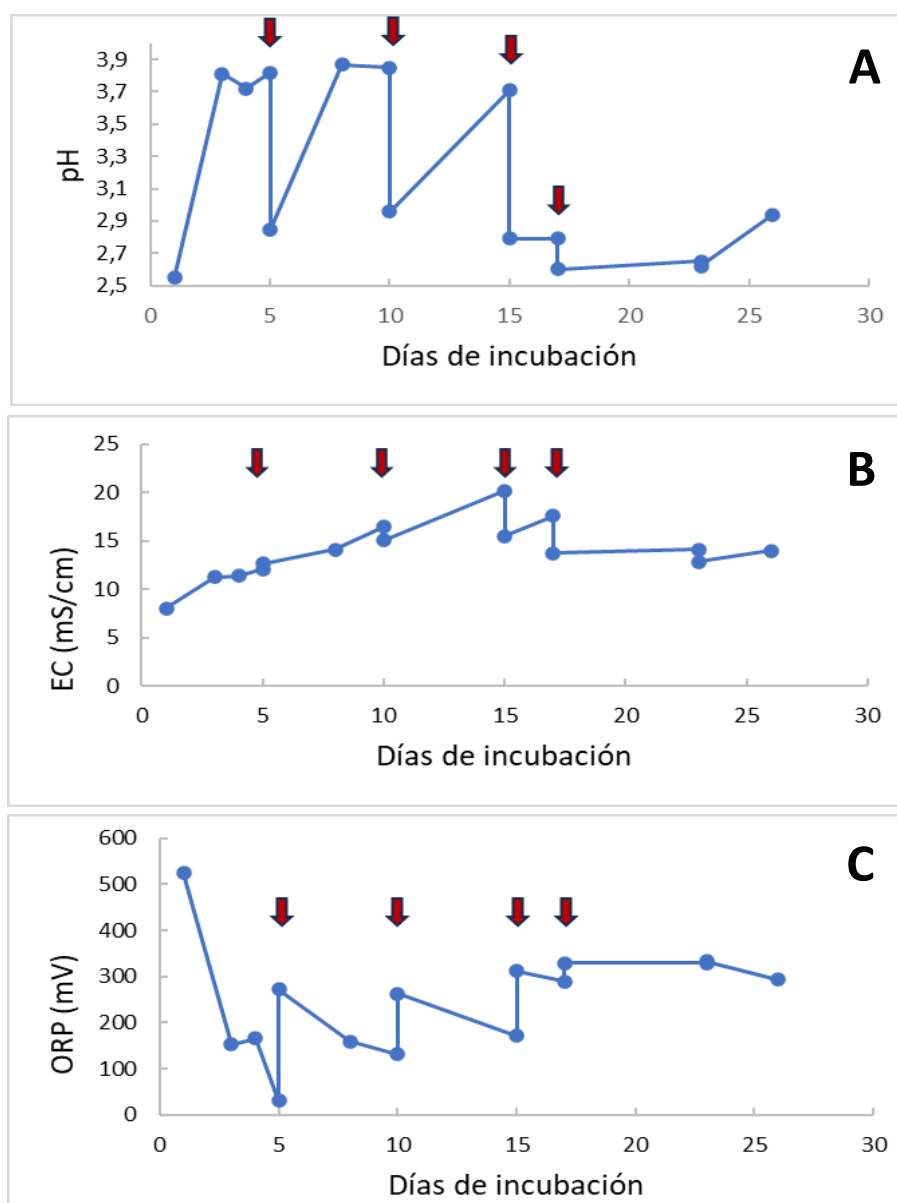 A
3,9
3,7
3,5
3,3
3,1
2,9
2,7
2,5
pH
0 5 10 15 20 25 30
Días de incubación
B
25
20
15
10
5
0
EC (mS/cm)
0 5 10 15 20 25 30
Días de incubación
C
600
500
400
300
200
100
0
ORP (mV)
0 5 10 15 20 25 30
Días de incubación